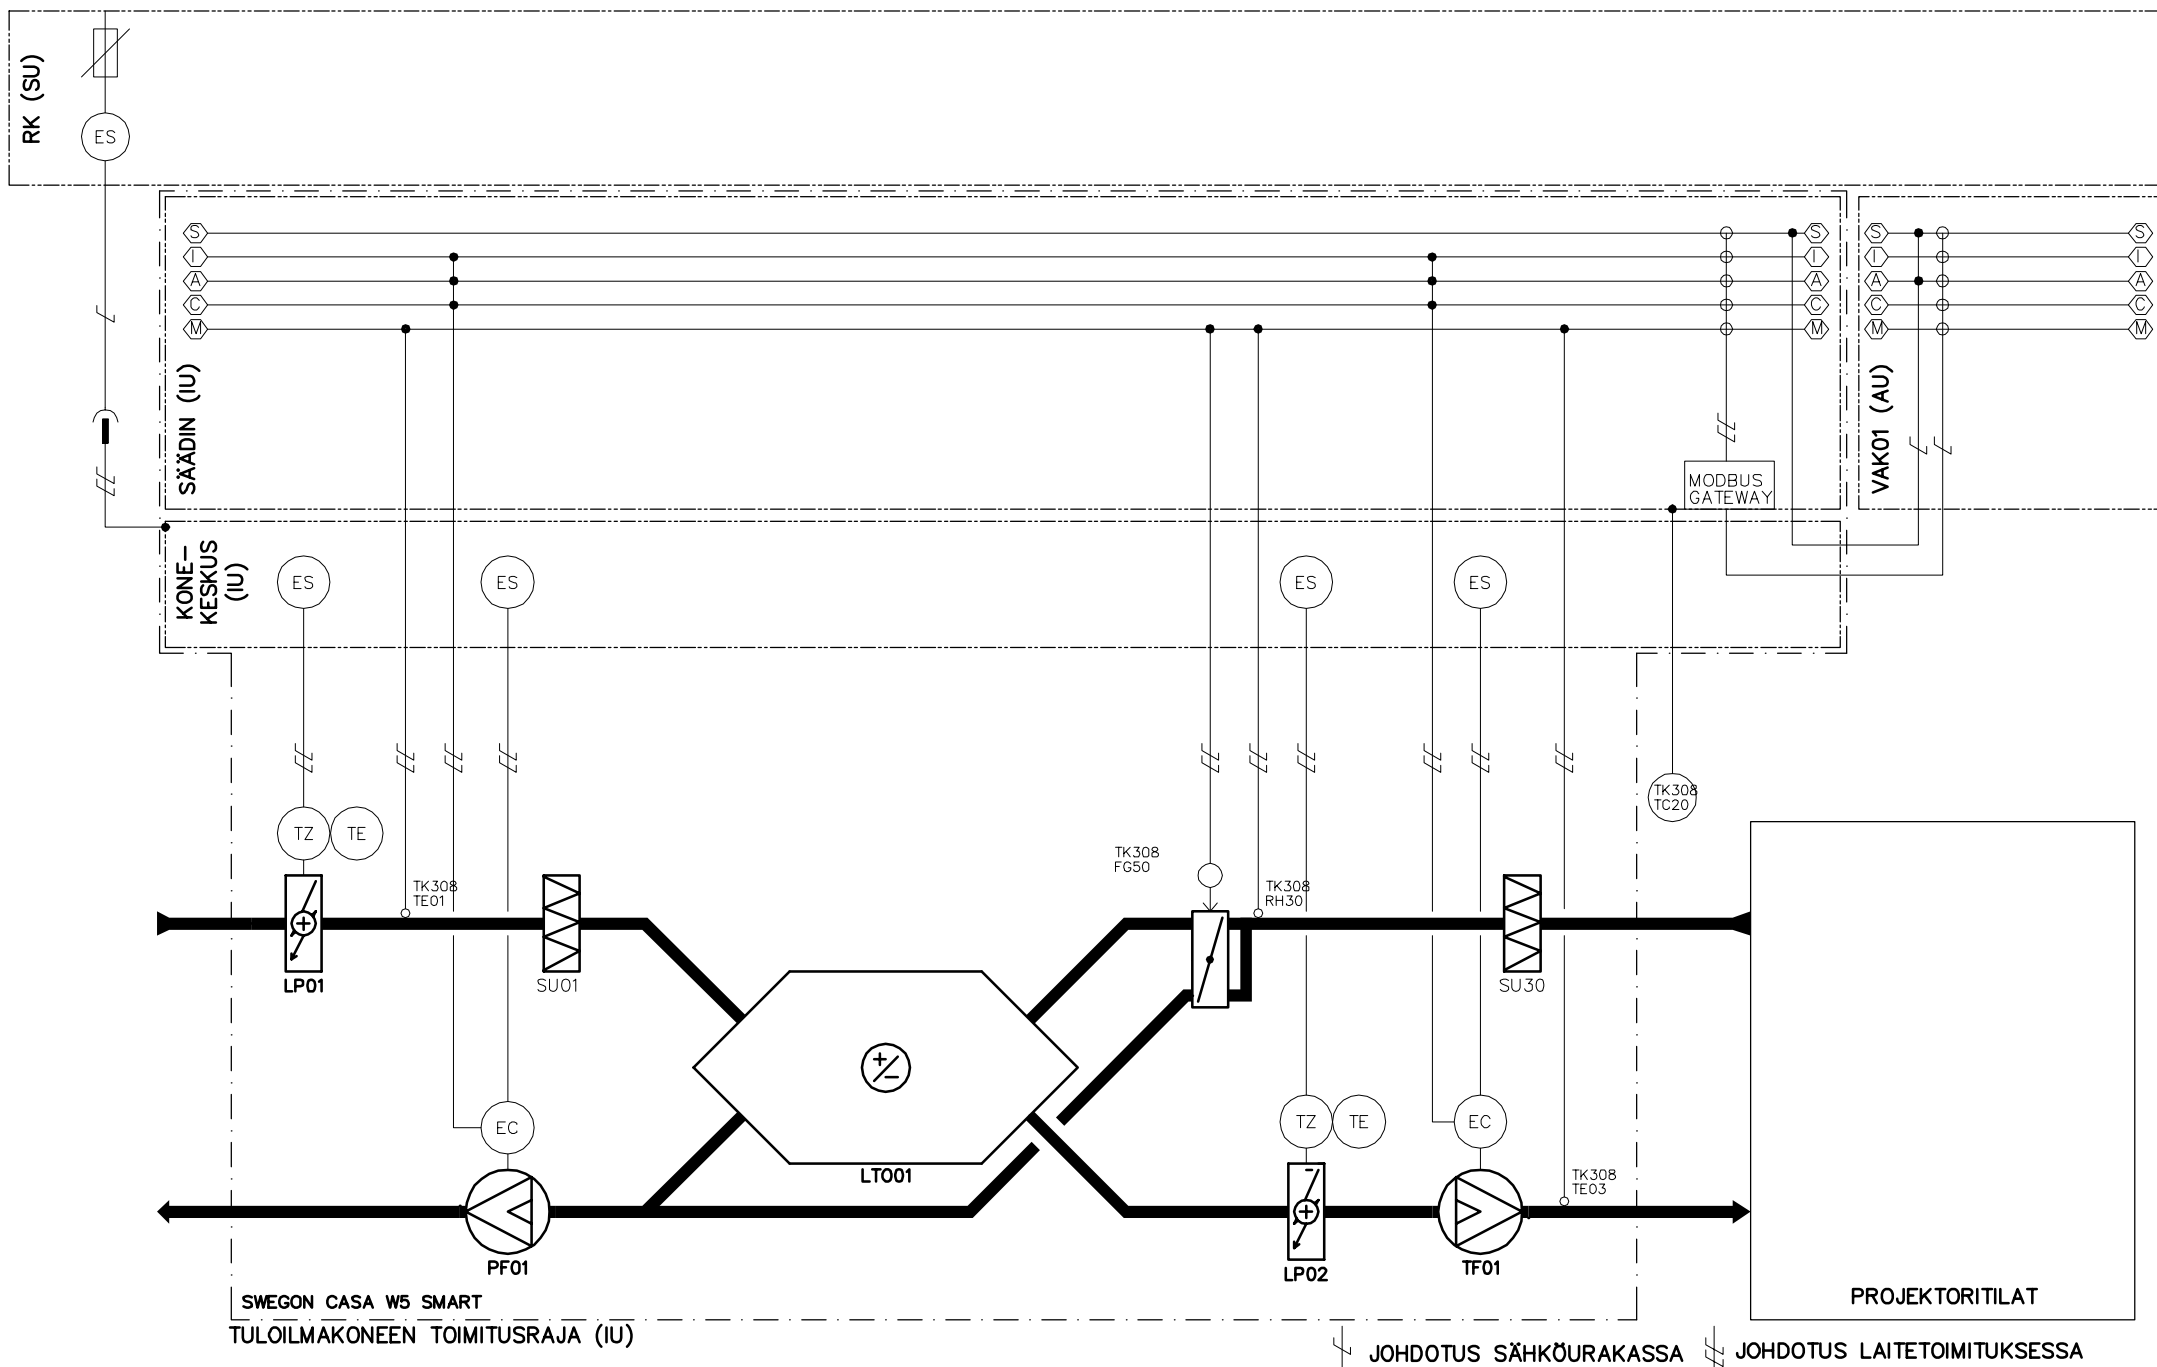 RK (SU)
ES
S
I
A
C
M
S
I
A
C
M
S
I
A
C
M
S
I
A
C
M
SÄÄDIN (IU)
VAK01 (AU)
MODBUS
GATEWAY
KONE-
KESKUS
(IU)
ES
ES
ES
ES
TK308
TC20
TZ
TE
TK308
TE01
TK308
FG50
TK308
RH30
LP01
SU01
SU30
EC
TZ
TE
EC
LTO01
TK308
TE03
PF01
LP02
TF01
SWEGON CASA W5 SMART
PROJEKTORITILAT
TULOILMAKONEEN TOIMITUSRAJA (IU)
JOHDOTUS SÄHKÖURAKASSA
JOHDOTUS LAITETOIMITUKSESSA